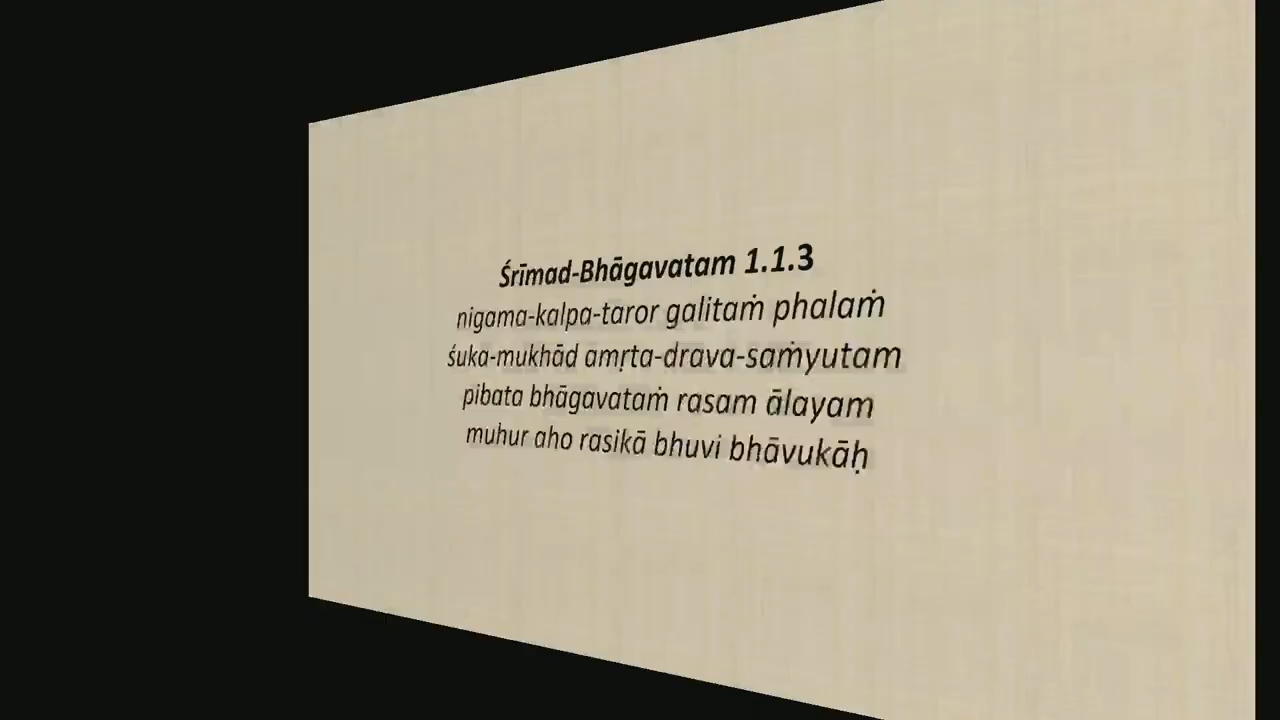 Śrīmad-Bhāgavatam 1.1.3
nigama-kalpa-taror galitaṁ phalaṁ
śuka-mukhād amṛta-drava-saṁyutam
pibata bhāgavataṁ rasam ālayam
muhur aho rasikā bhuvi bhāvukāḥ